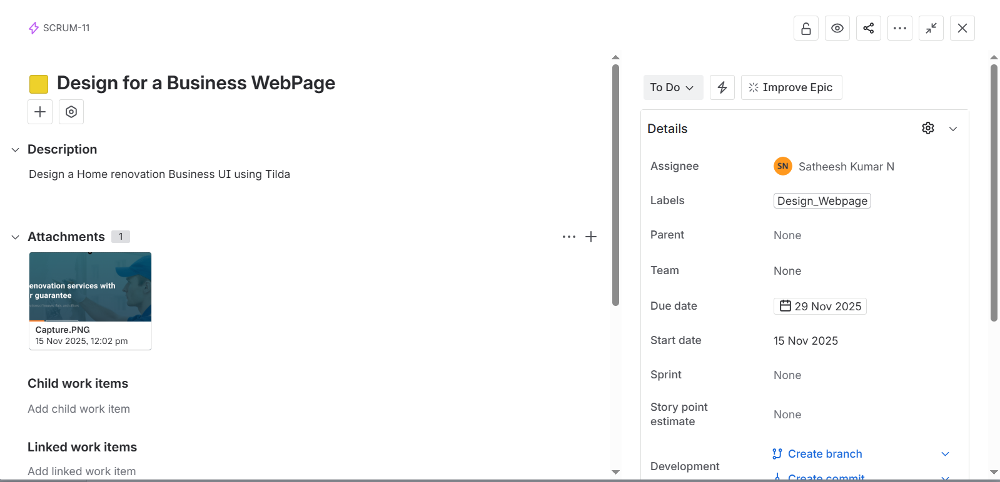 SCRUM-11
Design for a Business WebPage
Description
Design a Home renovation Business UI using Tilda
Attachments 1
enovation services with
r guarantee
Capture.PNG
15 Nov 2025, 12:02 pm
Child work items
Add child work item
Linked work items
Add linked work item
To Do
Improve Epic
Details
Assignee SN Satheesh Kumar N
Labels Design_Webpage
Parent None
Team None
Due date 29 Nov 2025
Start date 15 Nov 2025
Sprint None
Story point
estimate
None
Development
Create branch
Create commit